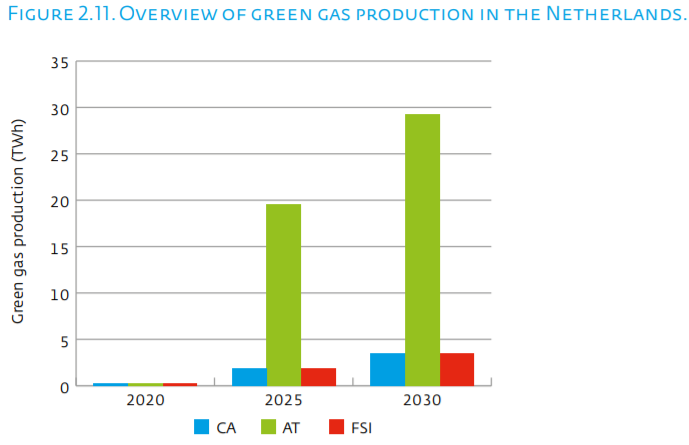 FIGURE 2.11. OVERVIEW OF GREEN GAS PRODUCTION IN THE NETHERLANDS.
Green gas production (TWh)
35
30
25
20
15
10
5
0
2020 2025 2030
CA AT FSI